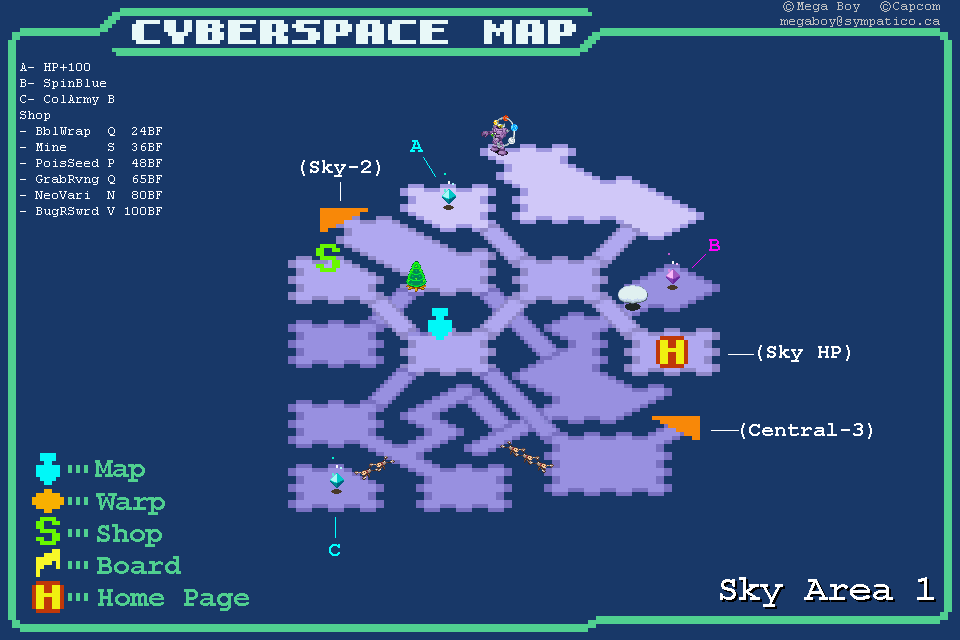 ©Mega Boy ©Capcom
megaboy@sympatico.ca
CYBERSPACE MAP
A- HP+100
B- SpinBlue
C- ColArmy B
Shop
- BblWrap Q 24BF
- Mine S 36BF
- PoisSeed P 48BF
- GrabRvng Q 65BF
- NeoVari N 80BF
- BugRSwrd V 100BF
A
(Sky-2)
B
S
H
(Sky HP)
(Central-3)
C
Map
Warp
S Shop
Board
H Home Page
Sky Area 1